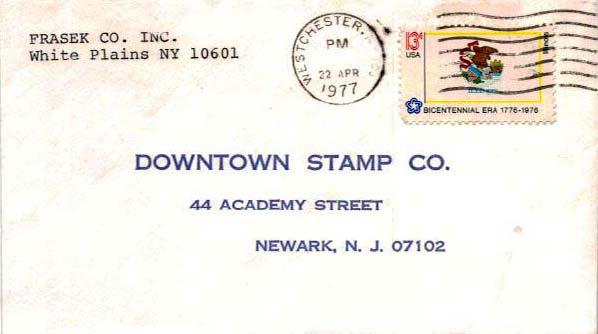 FRASEK CO. INC.
White Plains NY 10601
WESTCHESTER,
PM
22 APR
1977
13¢
USA
BICENTENNIAL ERA 1776-1976
DOWNTOWN STAMP CO.
44 ACADEMY STREET
NEWARK, N. J. 07102